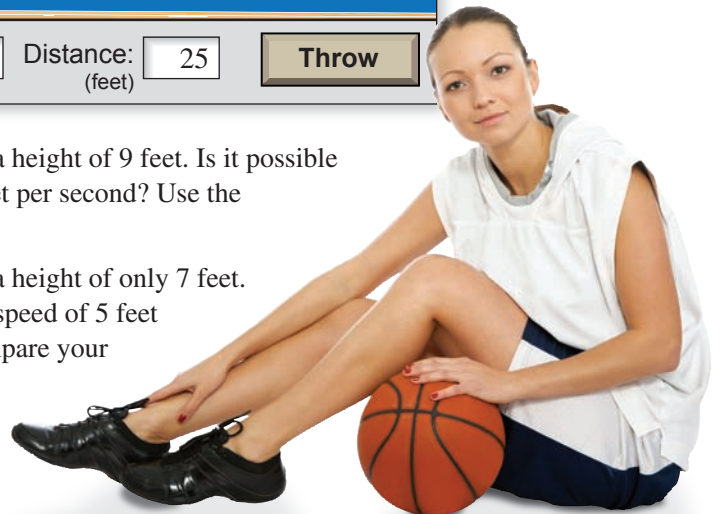 Distance: 25 Throw
(feet)
a height of 9 feet. Is it possible
per second? Use the
a height of only 7 feet.
speed of 5 feet
your